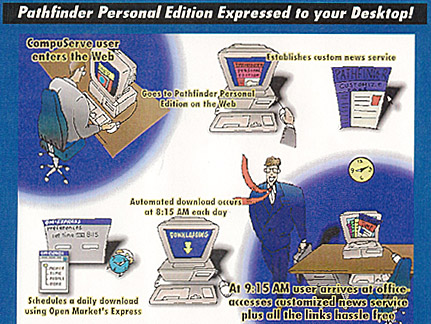 Pathfinder Personal Edition Expressed to your Desktop!
CompuServe user
enters the Web
Goes to Pathfinder Personal
Edition on the Web
Establishes custom news service
PATHFINDER
CUSTOMIZE
Schedules a daily download
using Open Market's Express
Automated download occurs
at 8:15 AM each day
DOWNLOADING
At 9:15 AM user arrives at office
accesses customized news service
plus all the links hassle free